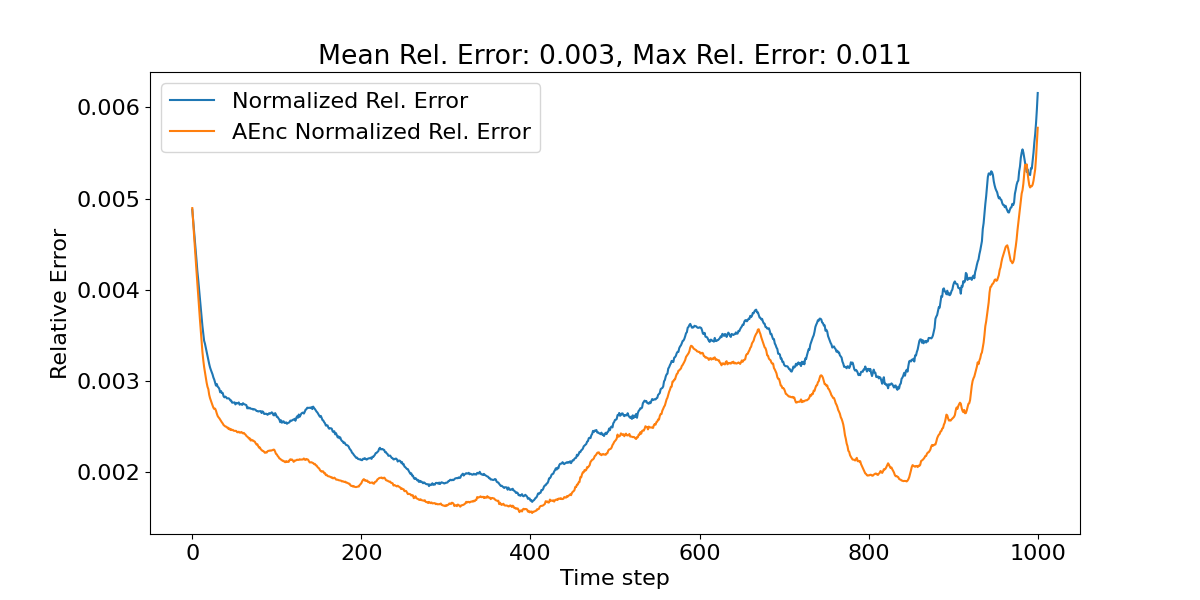 Mean Rel. Error: 0.003, Max Rel. Error: 0.011
Normalized Rel. Error
AEnc Normalized Rel. Error
Relative Error
0.006
0.005
0.004
0.003
0.002
0 200 400 600 800 1000
Time step